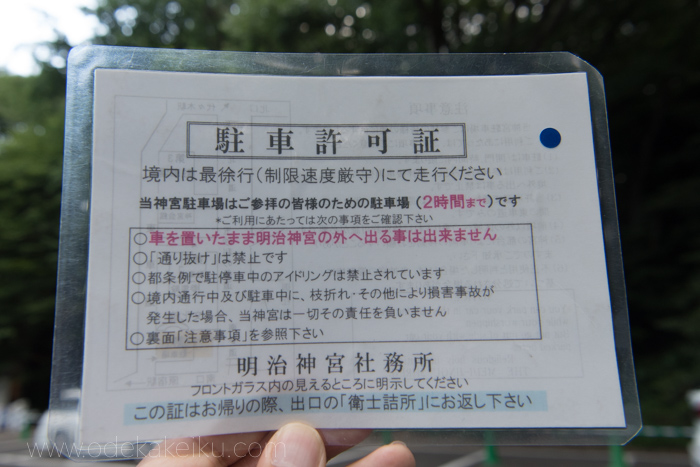 駐車許可証
境内は最徐行(制限速度厳守)にて走行ください
当神宮駐車場はご参拝の皆様のための駐車場(2時間まで)です
*ご利用にあたっては次の事項をご確認下さい
○車を置いたまま明治神宮の外へ出る事は出来ません
○「通り抜け」は禁止です
○都条例で駐停車中のアイドリングは禁止されています
○境内通行中及び駐車中に、枝折れ・その他により損害事故が
発生した場合、当神宮は一切その責任を負いません
○裏面「注意事項」を参照下さい
明治神宮社務所
フロントガラス内の見えるところに明示してください
この証はお帰りの際、出口の「衛士詰所」にお返し下さい
www.odekakeiku.com